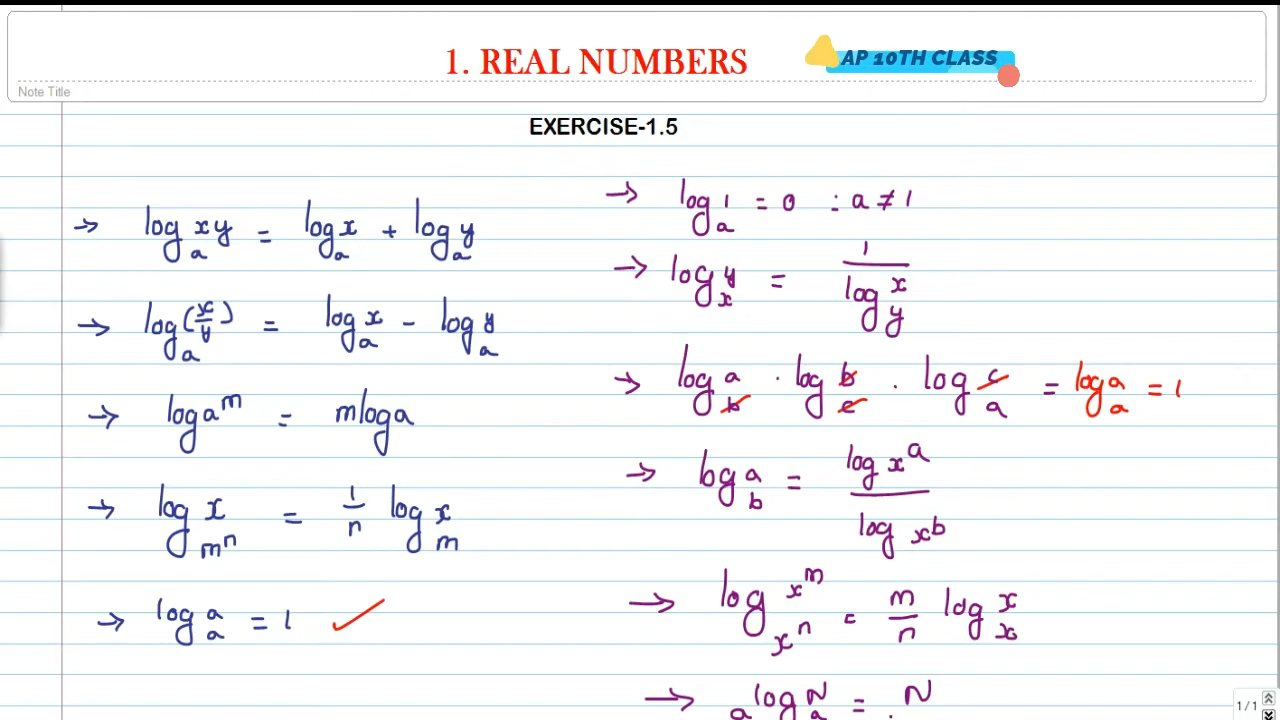 1. REAL NUMBERS
AP 10TH CLASS
Note Title
EXERCISE-1.5
→ log_a xy = log_a x + log_a y
→ log_a (x/y) = log_a x - log_a y
→ log a^m = m log a
→ log_{m^n} x = 1/n log_m x
→ log_a a = 1 ✓
→ log_a 1 = 0 : a ≠ 1
→ log_x y = 1/log_y x
→ log_b a · log_c b · log_a c = log_a a = 1
→ log_b a = log x^a / log x^b
→ log_{x^n} x^m = m/n log_x x
→ a^{log_a N} = N
1/1